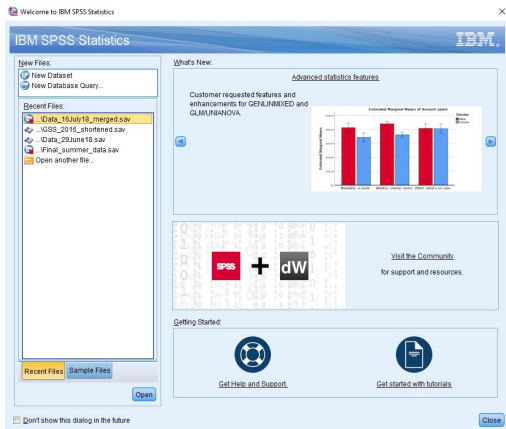 Welcome to IBM SPSS Statistics
IBM SPSS Statistics
IBM
New Files:
New Dataset
New Database Query...
Recent Files:
...\Data_16July18_merged.sav
...\GSS_2016_shortened.sav
...\Data_29June18.sav
...\Final_summer_data.sav
Open another file...
Recent Files
Sample Files
Open
What's New:
Advanced statistics features
Customer requested features and
enhancements for GENLINMIXED and
GLM/UNIANOVA.
Estimated Marginal Means of Amount spent
Gender
Estimated Marginal Means
SPSS
+
dW
Visit the Community
for support and resources.
Getting Started:
Get Help and Support.
Get started with tutorials
Don't show this dialog in the future
Close